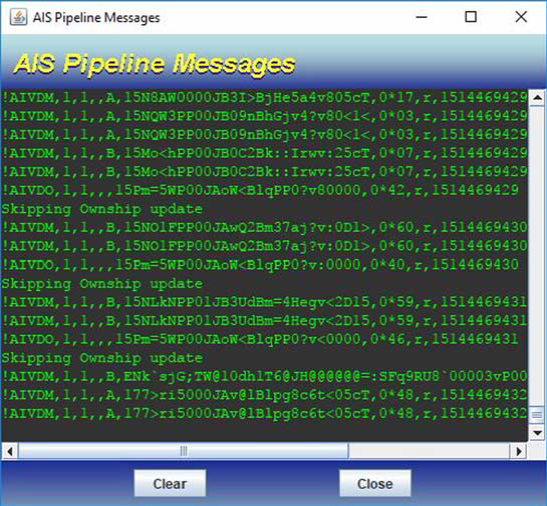 AIS Pipeline Messages
AIS Pipeline Messages
!AIVDM,1,1,,A,15N8AW0000JB3I>BjHe5a4v805cT,0*17,r,1514469429
!AIVDM,1,1,,A,15NQW3PP00JB09nBhGjv4?v80<1<,0*03,r,1514469429
!AIVDM,1,1,,A,15NQW3PP00JB09nBhGjv4?v80<1<,0*03,r,1514469429
!AIVDM,1,1,,B,15Mo<hPP00JB0C2Bk::Irwv:25cT,0*07,r,1514469429
!AIVDM,1,1,,B,15Mo<hPP00JB0C2Bk::Irwv:25cT,0*07,r,1514469429
!AIVDO,1,1,,,15Pm=5WP00JAoW<BlqPP0?v80000,0*42,r,1514469429
Skipping Ownship update
!AIVDM,1,1,,B,15NO1FPP00JAwQ2Bm37aj?v:0D1>,0*60,r,1514469430
!AIVDM,1,1,,B,15NO1FPP00JAwQ2Bm37aj?v:0D1>,0*60,r,1514469430
!AIVDO,1,1,,,15Pm=5WP00JAoW<BlqPP0?v:0000,0*40,r,1514469430
Skipping Ownship update
!AIVDM,1,1,,B,15NLkNPP01JB3UdBm=4Hegv<2D15,0*59,r,1514469431
!AIVDM,1,1,,B,15NLkNPP01JB3UdBm=4Hegv<2D15,0*59,r,1514469431
!AIVDO,1,1,,,15Pm=5WP00JAoW<BlqPP0?v<0000,0*46,r,1514469431
Skipping Ownship update
!AIVDM,1,1,,B,ENk`sjG;TW@10dh1T6@JH@@@@@@=:SFq9RU8`00003vP00
!AIVDM,1,1,,A,177>ri5000JAv@lBlpg8c6t<05cT,0*48,r,1514469432
!AIVDM,1,1,,A,177>ri5000JAv@lBlpg8c6t<05cT,0*48,r,1514469432
Clear
Close